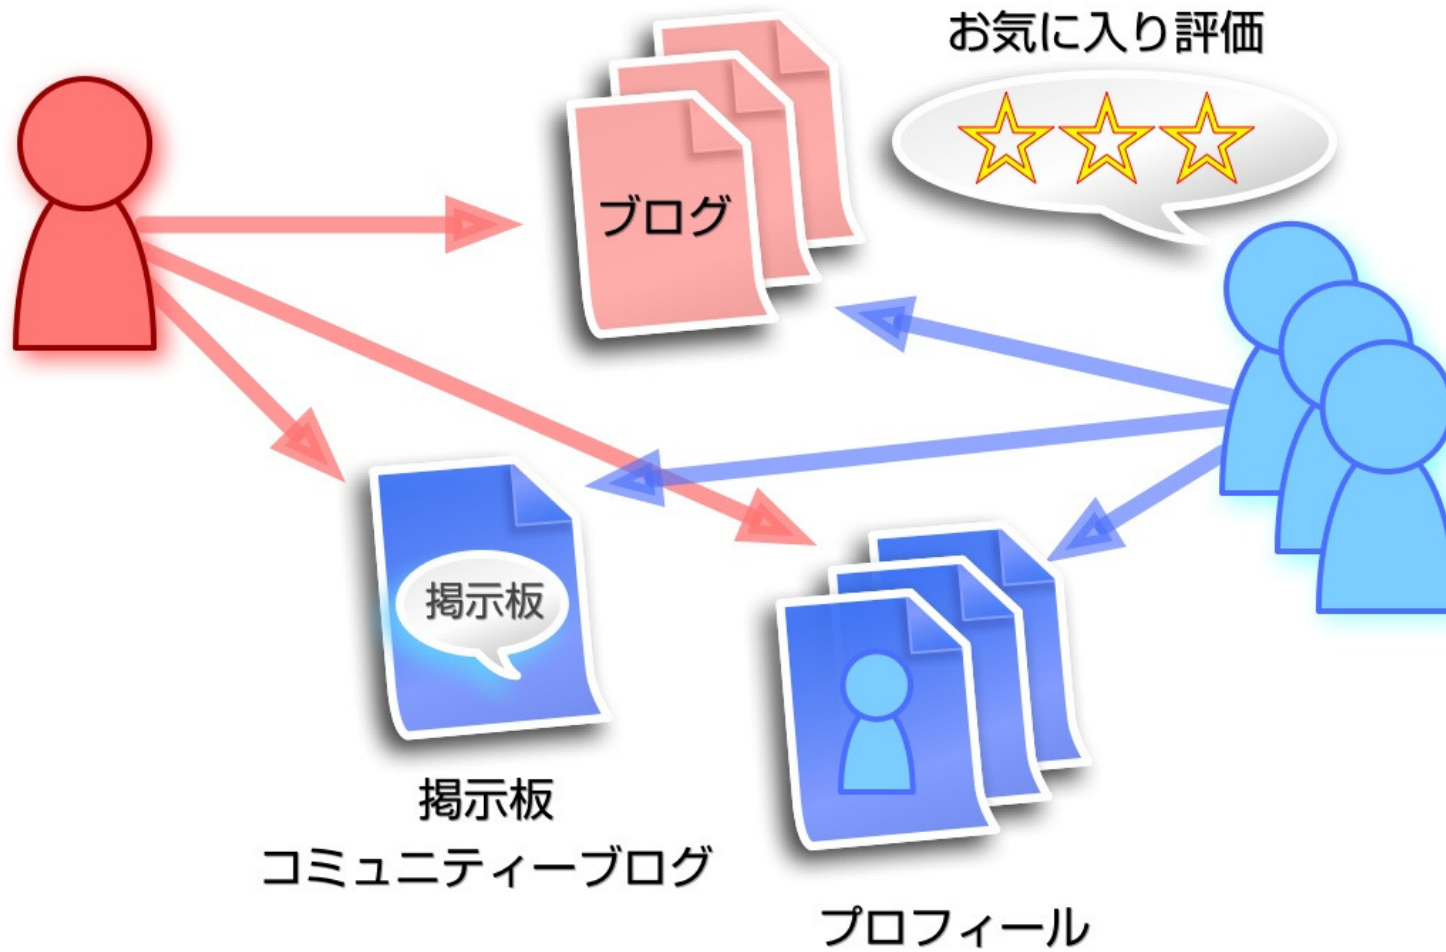 お気に入り評価
ブログ
掲示板
掲示板
コミュニティーブログ
プロフィール